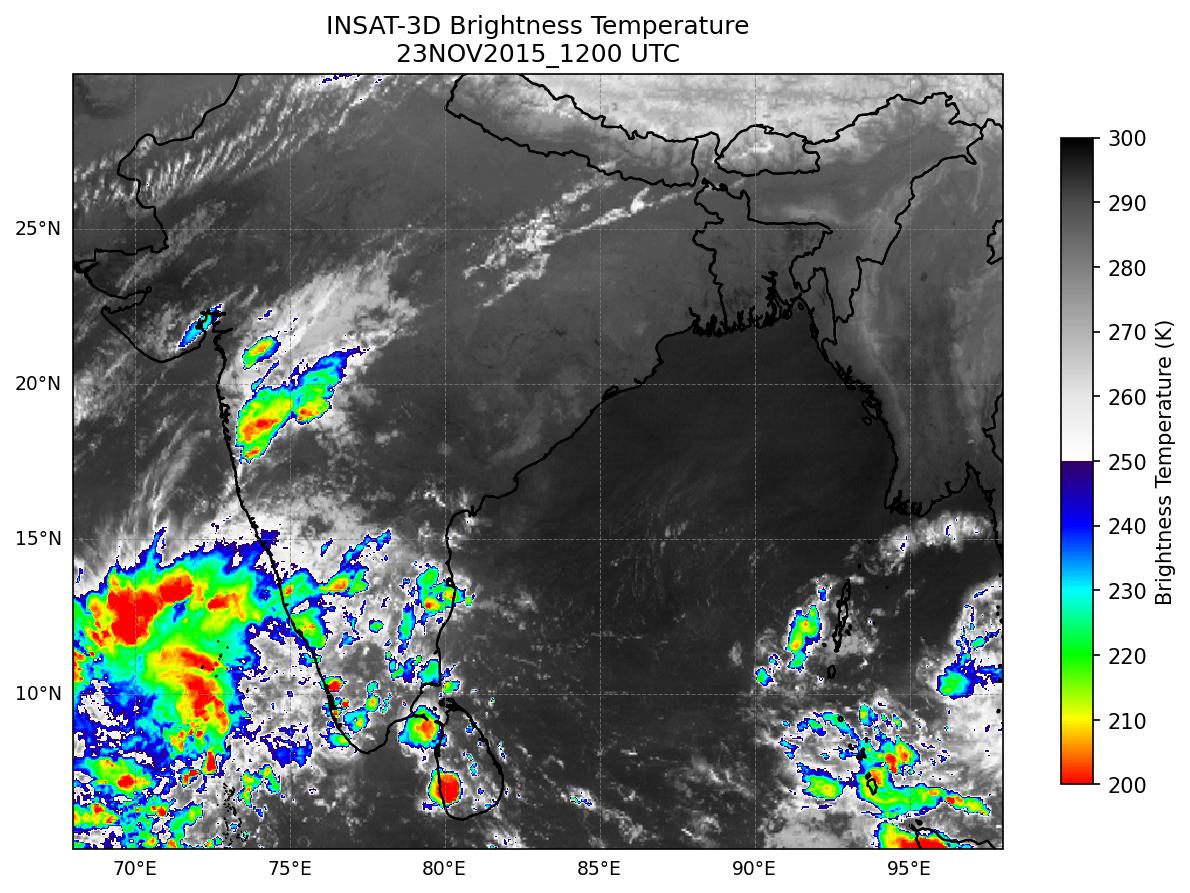 INSAT-3D Brightness Temperature
23NOV2015_1200 UTC
25°N
20°N
15°N
10°N
70°E
75°E
80°E
85°E
90°E
95°E
300
290
280
270
260
250
240
230
220
210
200
Brightness Temperature (K)